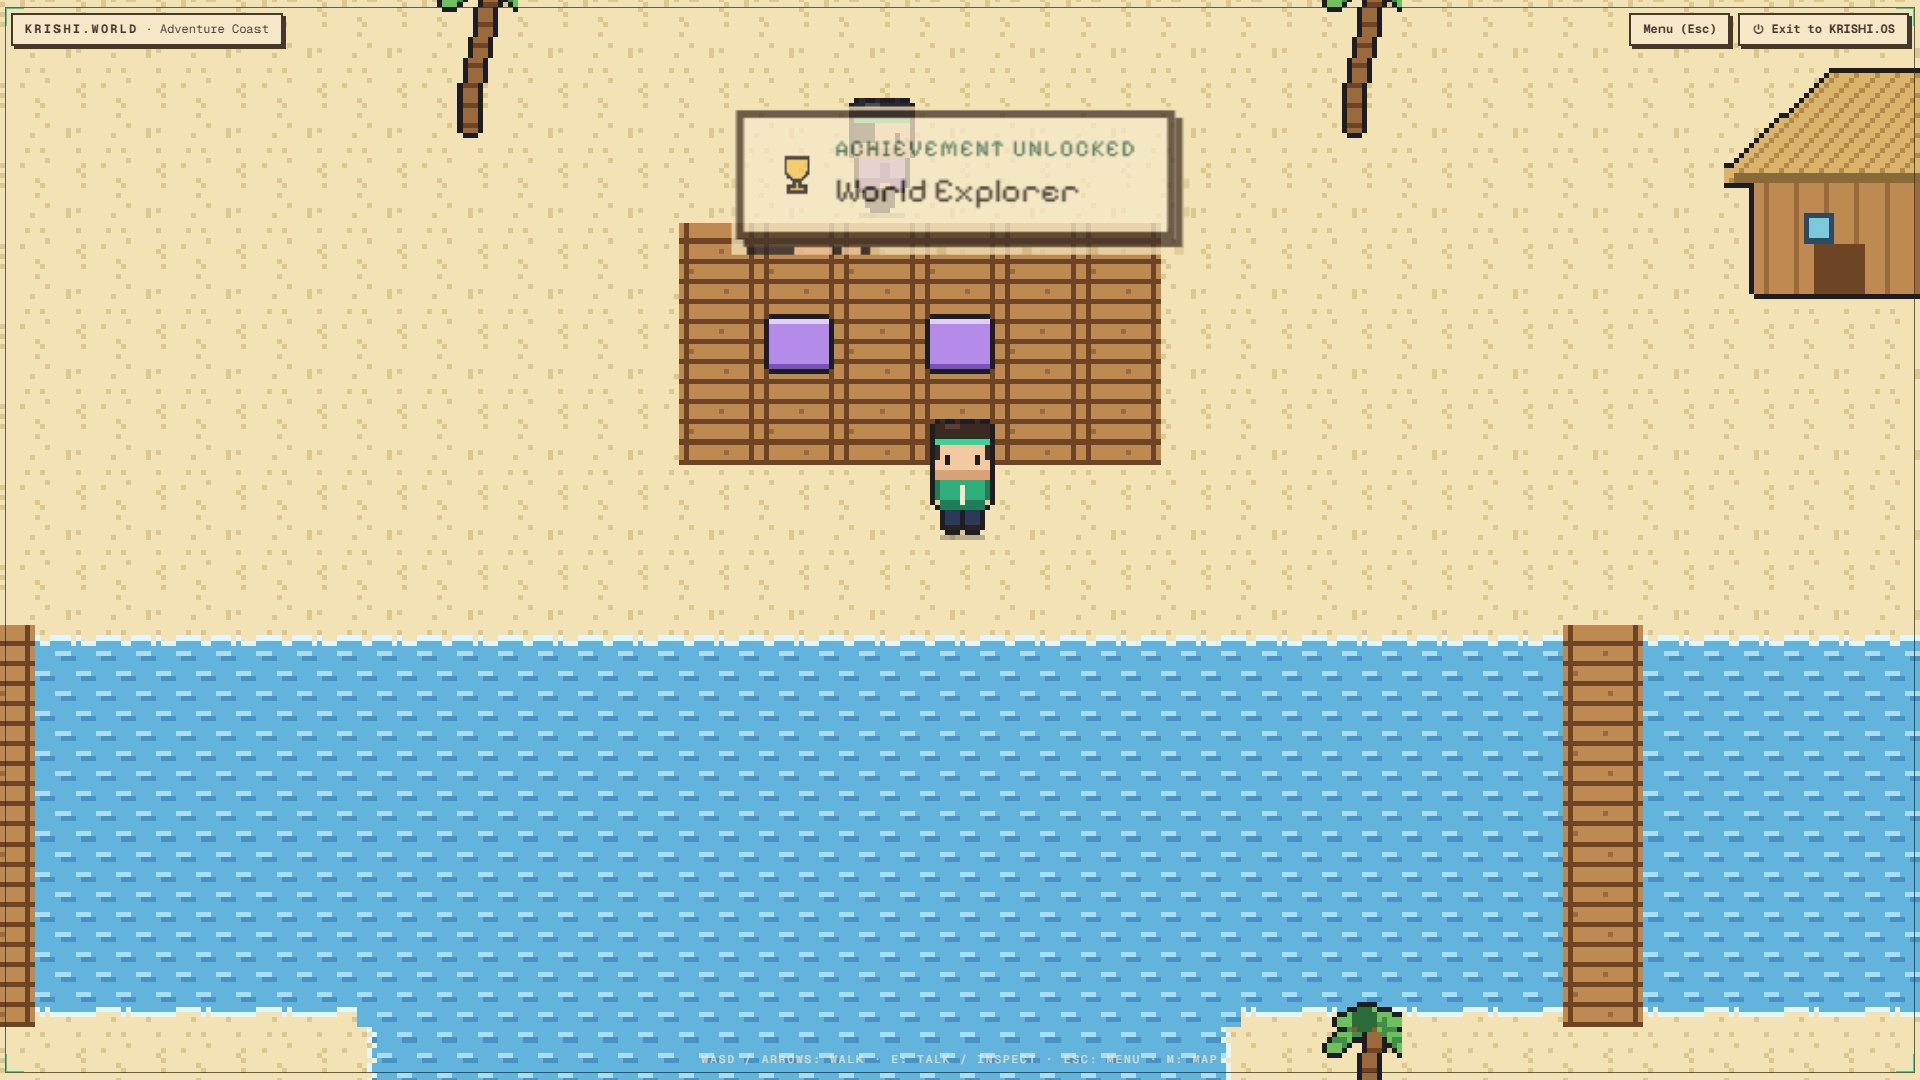 KRISHI.WORLD · Adventure Coast
Menu (Esc)
Exit to KRISHI.OS
ACHIEVEMENT UNLOCKED
World Explorer
WASD / ARROWS: WALK · E: TALK / INSPECT · ESC: MENU · M: MAP